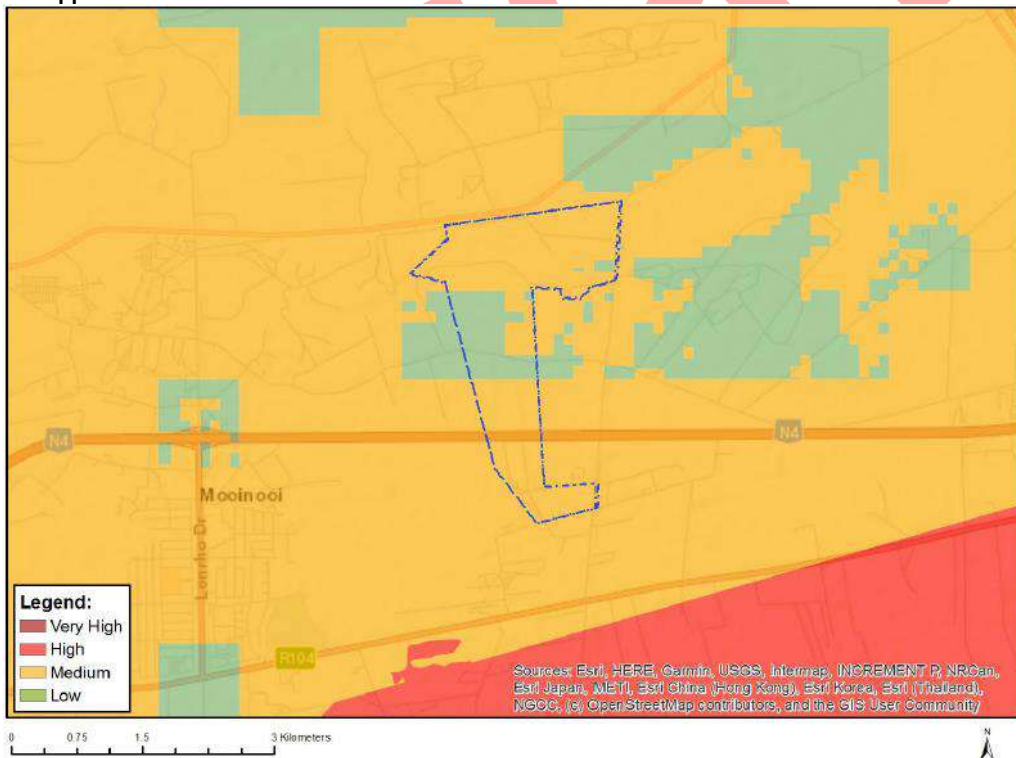 N4
N4
Mooinooi
Lonrho Dr
R104
Legend:
Very High
High
Medium
Low
Sources: Esri, HERE, Garmin, USGS, Intermap, INCREMENT P, NRCan,
Esri Japan, METI, Esri China (Hong Kong), Esri Korea, Esri (Thailand),
NGCC, (c) OpenStreetMap contributors, and the GIS User Community
0 0.75 1.5 3 Kilometers
N